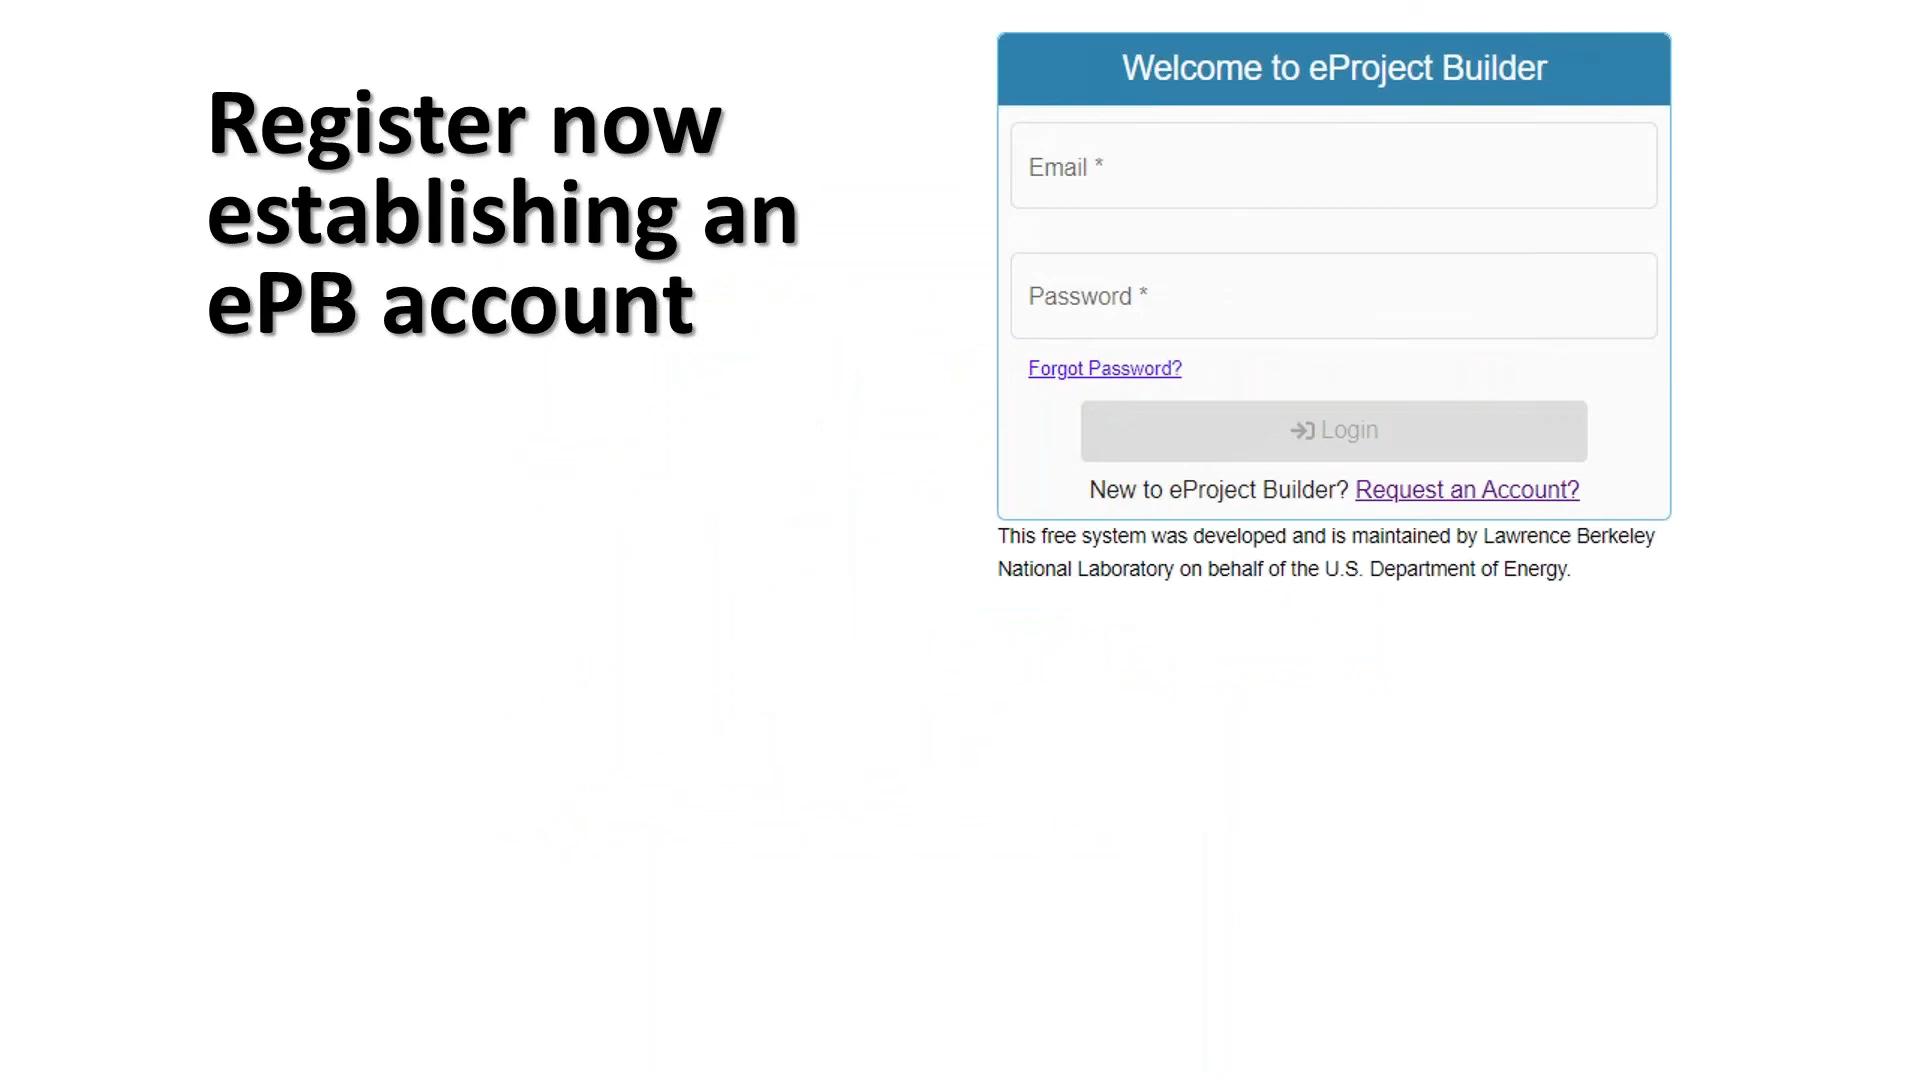 Register now
establishing an
ePB account
Welcome to eProject Builder
Email *
Password *
Forgot Password?
Login
New to eProject Builder? Request an Account?
This free system was developed and is maintained by Lawrence Berkeley
National Laboratory on behalf of the U.S. Department of Energy.